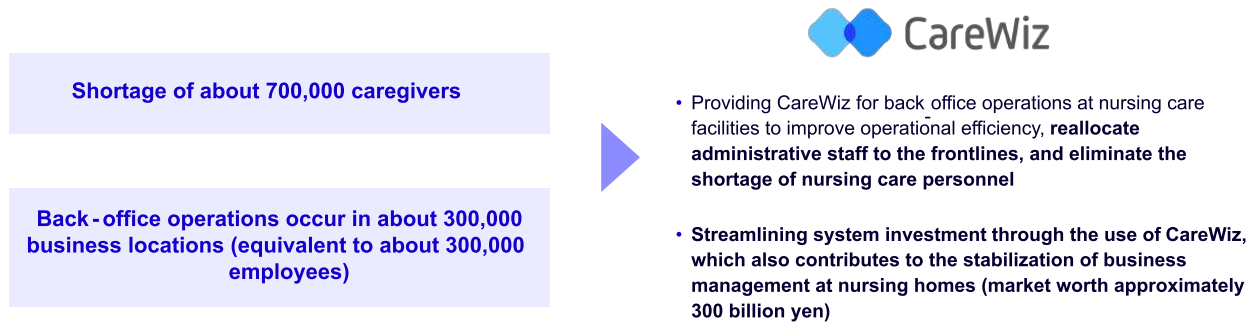 Shortage of about 700,000 caregivers
Back-office operations occur in about 300,000
business locations (equivalent to about 300,000
employees)
CareWiz
• Providing CareWiz for back-office operations at nursing care
facilities to improve operational efficiency, reallocate
administrative staff to the frontlines, and eliminate the
shortage of nursing care personnel
• Streamlining system investment through the use of CareWiz,
which also contributes to the stabilization of business
management at nursing homes (market worth approximately
300 billion yen)